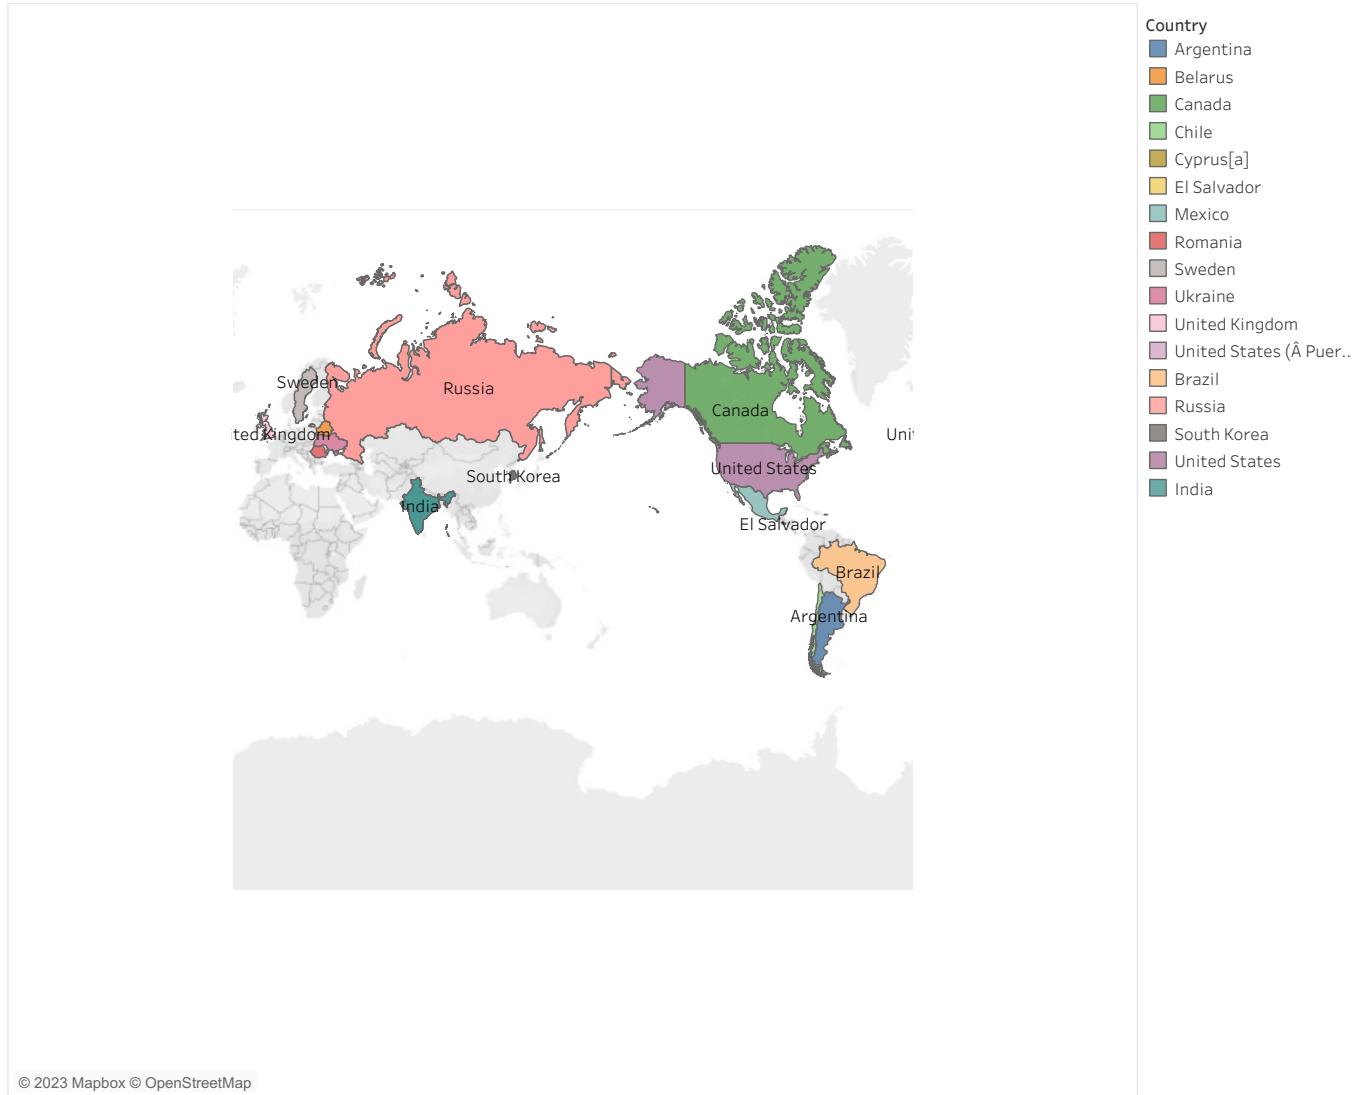 Country
Argentina
Belarus
Canada
Chile
Cyprus[a]
El Salvador
Mexico
Romania
Sweden
Ukraine
United Kingdom
United States (Â Puer..
Brazil
Russia
South Korea
United States
India
Sweden
Russia
Canada
ted Kingdom
Unit
United States
South Korea
India
El Salvador
Brazil
Argentina
© 2023 Mapbox © OpenStreetMap